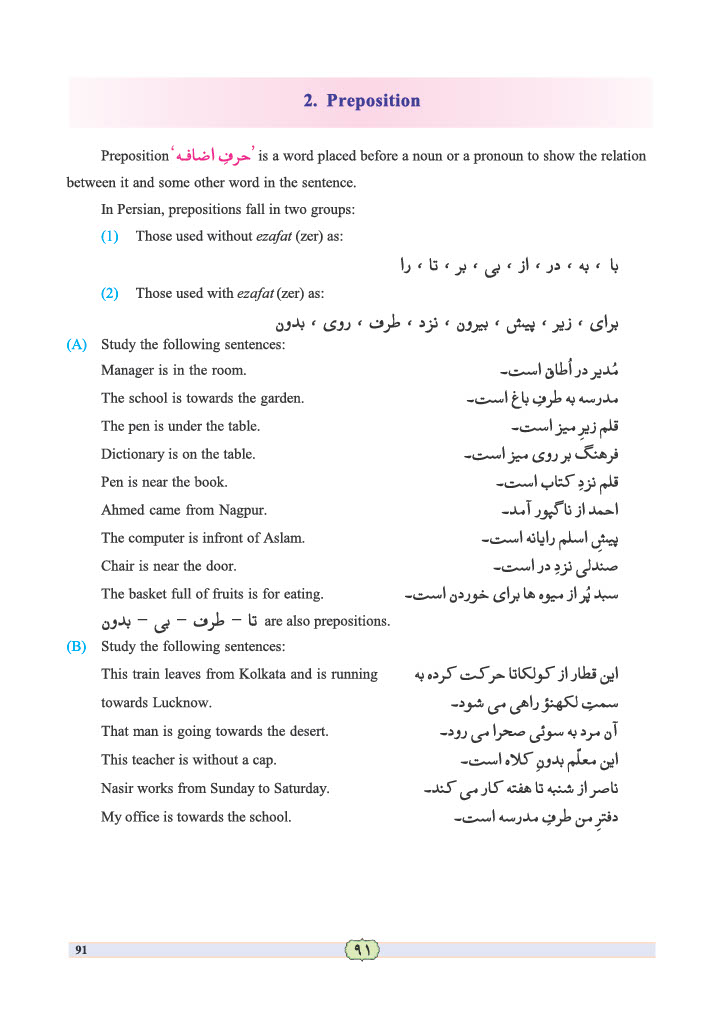 2. Preposition
Preposition ‘حرفِ اضافہ’ is a word placed before a noun or a pronoun to show the relation
between it and some other word in the sentence.
In Persian, prepositions fall in two groups:
(1) Those used without ezafat (zer) as:
با ، به ، در ، از ، بی ، بر ، تا ، را
(2) Those used with ezafat (zer) as:
برای ، زیر ، پیش ، بیرون ، نزد ، طرف ، روی ، بدون
(A) Study the following sentences:
Manager is in the room. مُدیر در اُطاق است۔
The school is towards the garden. مدرسه به طرفِ باغ است۔
The pen is under the table. قلم زیرِ میز است۔
Dictionary is on the table. فرهنگ بر روی میز است۔
Pen is near the book. قلم نزدِ کتاب است۔
Ahmed came from Nagpur. احمد از ناگپور آمد۔
The computer is infront of Aslam. پیشِ اسلم رایانه است۔
Chair is near the door. صندلی نزدِ در است۔
The basket full of fruits is for eating. سبد پُر از میوه ها برای خوردن است۔
تا – طرف – بی – بدون are also prepositions.
(B) Study the following sentences:
This train leaves from Kolkata and is running این قطار از کولکاتا حرکت کرده به
towards Lucknow. سمتِ لکهنؤ راهی می شود۔
That man is going towards the desert. آن مرد به سوئی صحرا می رود۔
This teacher is without a cap. این معلّم بدونِ کلاه است۔
Nasir works from Sunday to Saturday. ناصر از شنبه تا هفته کار می کند۔
My office is towards the school. دفترِ من طرفِ مدرسه است۔
91 ۹۱